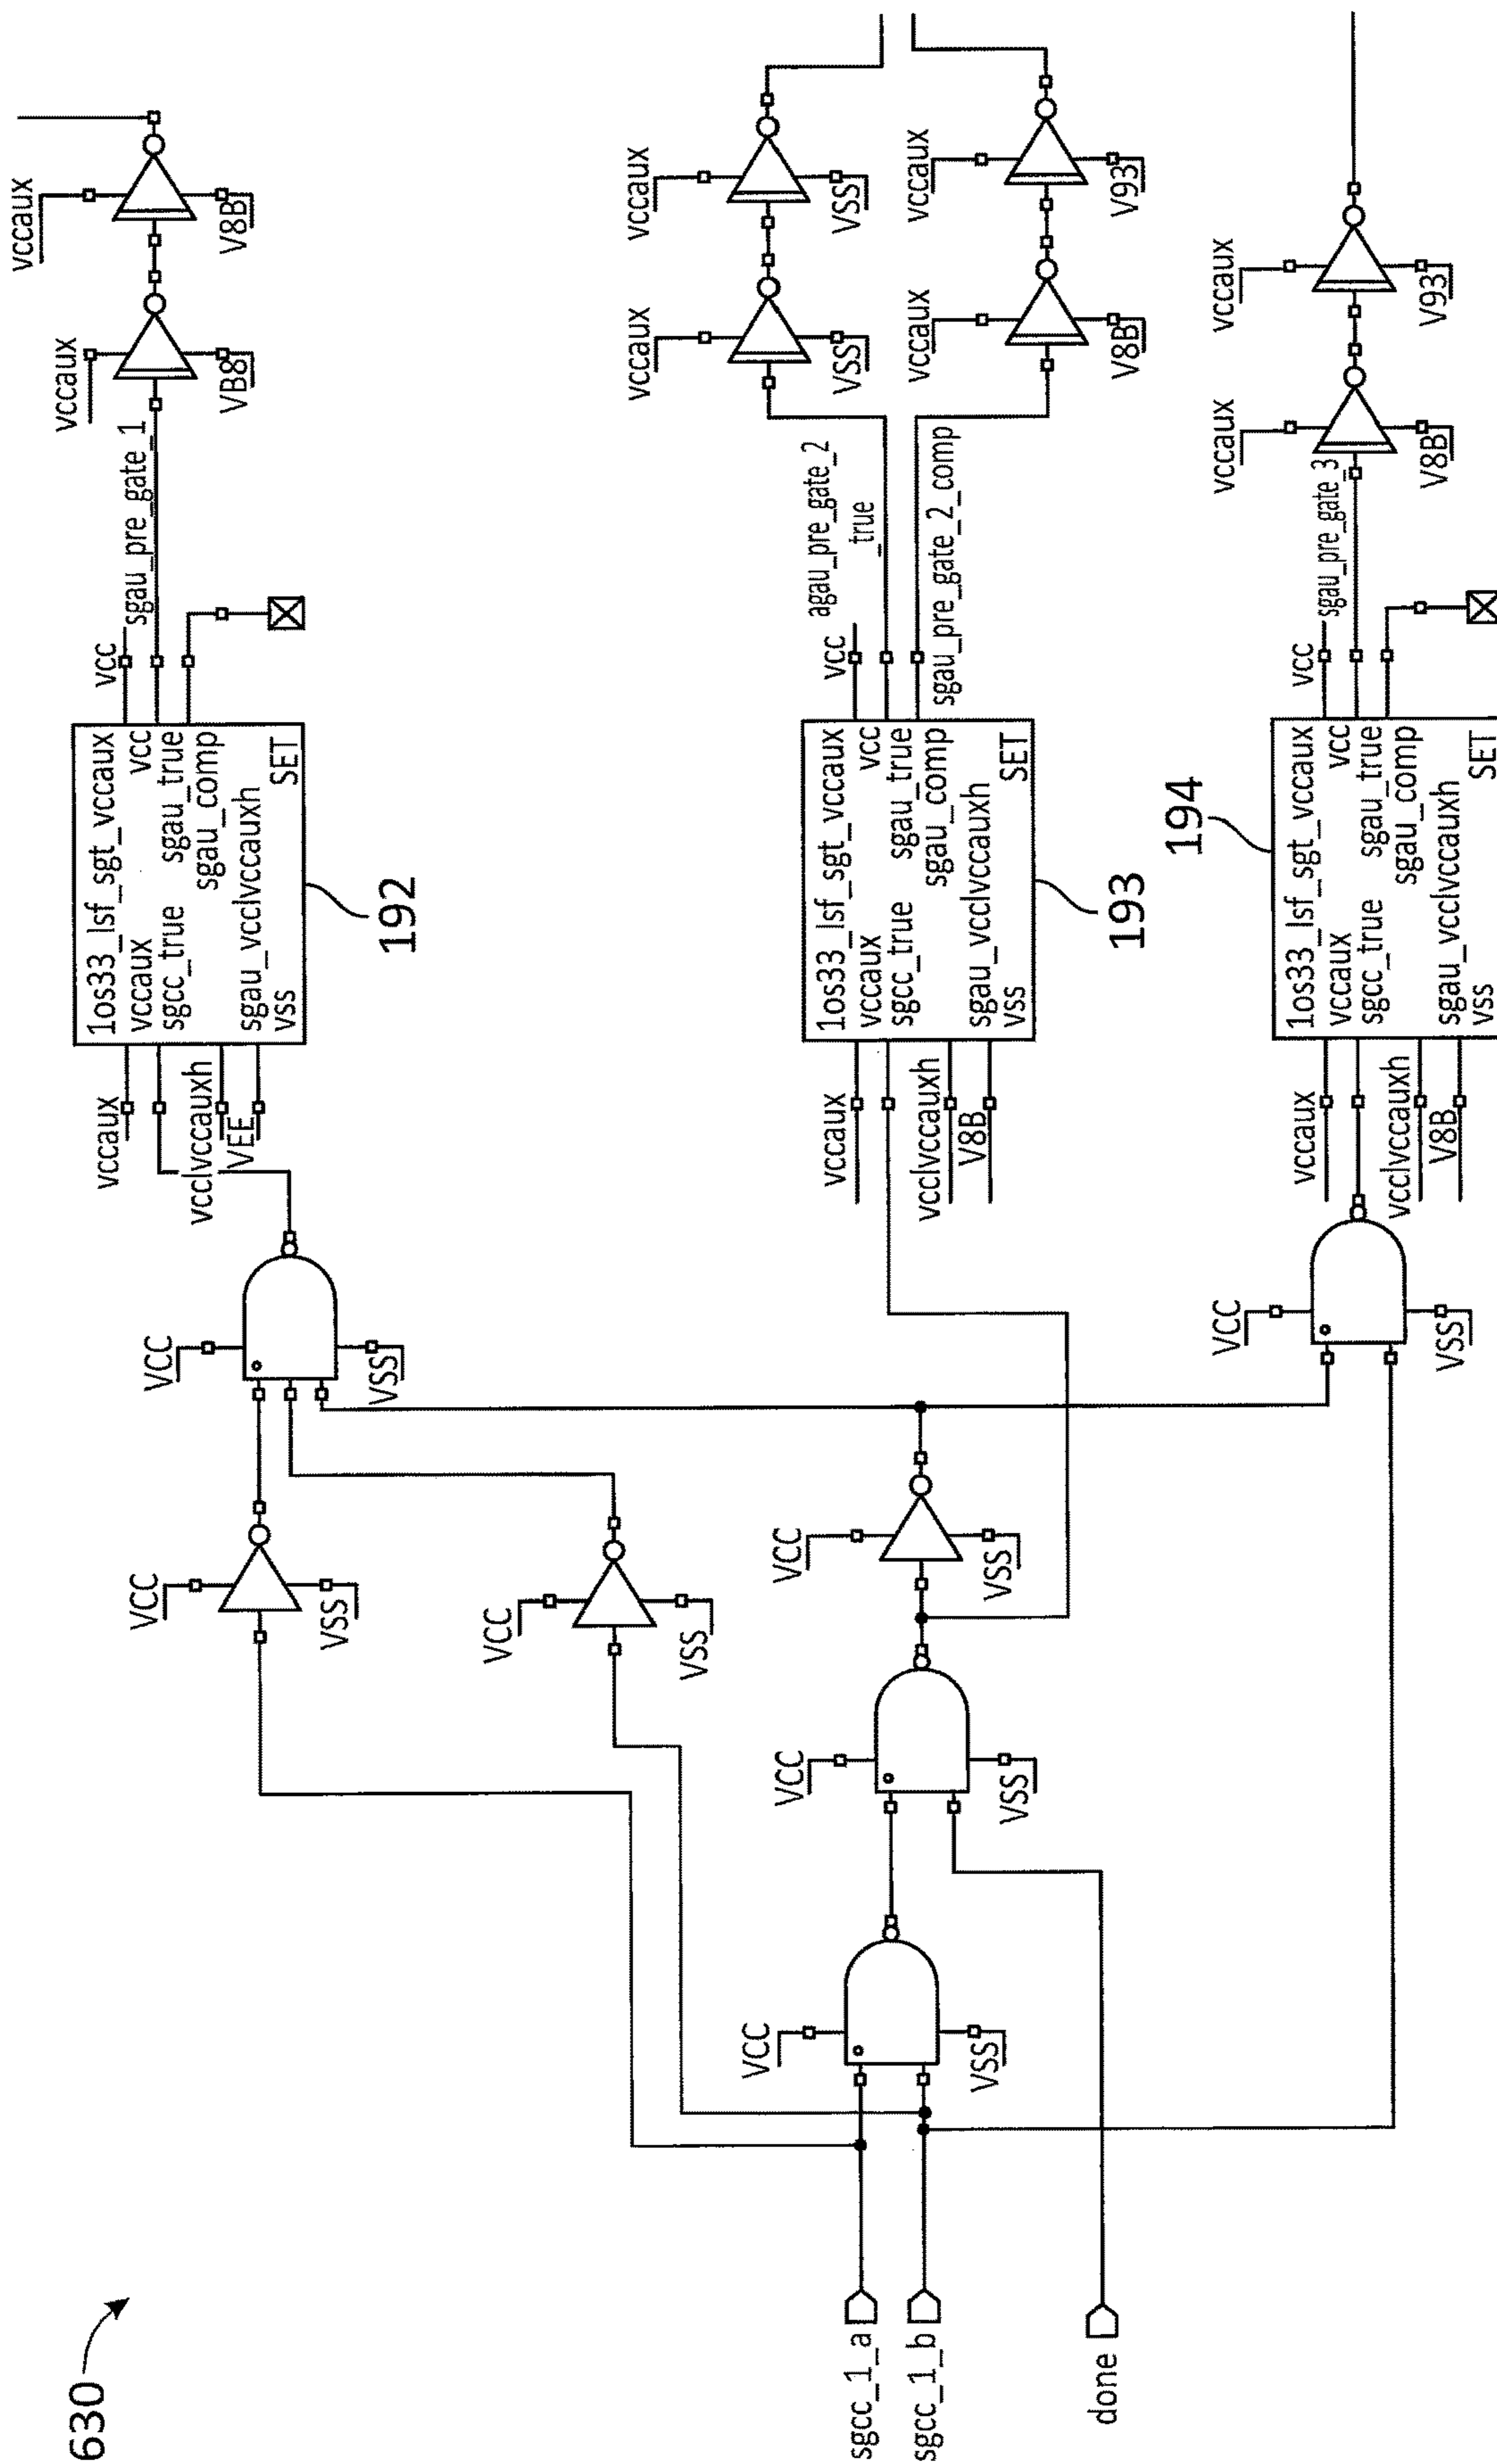 630
sgcc_1_a
sgcc_1_b
done
VCC
VSS
VCC
VSS
VCC
VSS
VCC
VSS
VCC
VSS
VCC
VSS
VCC
VSS
vccaux
vcclvccauxh
VEE
1os33_lsf_sgt_vccaux
vccaux
vcc
sgcc_true
sgau_true
sgau_comp
sgau_vcclvccauxh
vss
SET
192
vcc
sgau_pre_gate_1
vccaux
VB8
vccaux
V8B
vccaux
vcclvccauxh
V8B
1os33_lsf_sgt_vccaux
vccaux
vcc
sgcc_true
sgau_true
sgau_comp
sgau_vcclvccauxh
vss
SET
193
vcc
agau_pre_gate_2
_true
sgau_pre_gate_2_comp
vccaux
VSS
vccaux
VSS
vccaux
V8B
vccaux
V93
vccaux
vcclvccauxh
V8B
1os33_lsf_sgt_vccaux
vccaux
vcc
sgcc_true
sgau_true
sgau_comp
sgau_vcclvccauxh
vss
SET
194
vcc
sgau_pre_gate_3
vccaux
V8B
vccaux
V93